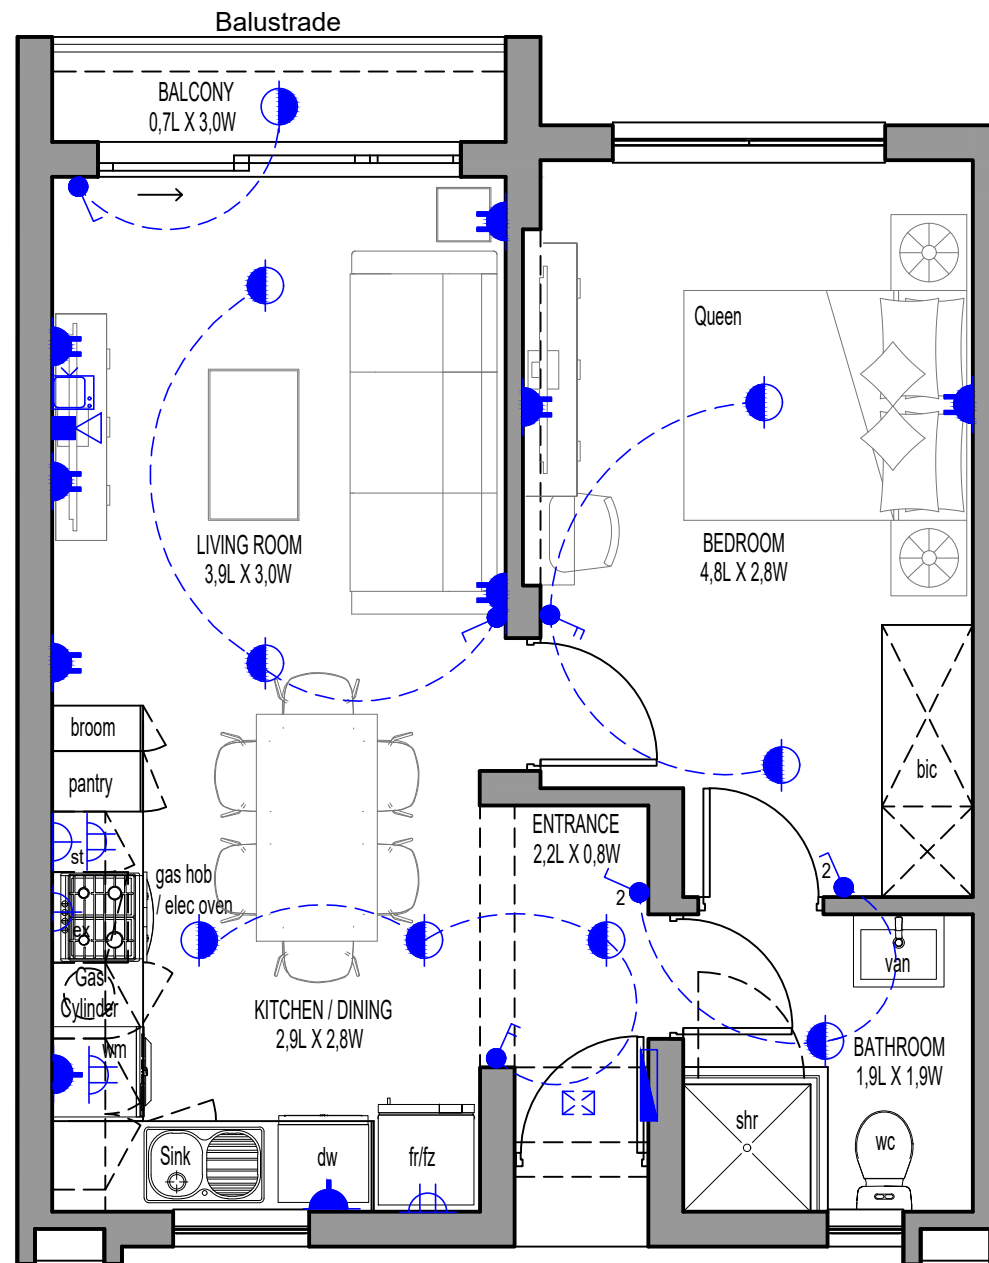 Balustrade
BALCONY
0,7L X 3,0W
Queen
LIVING ROOM
3,9L X 3,0W
BEDROOM
4,8L X 2,8W
broom
pantry
bic
ENTRANCE
2,2L X 0,8W
st
gas hob
/ elec oven
2
2
ex
van
Gas
Cylinder
KITCHEN / DINING
2,9L X 2,8W
wm
BATHROOM
1,9L X 1,9W
shr
Sink
dw
fr/fz
wc